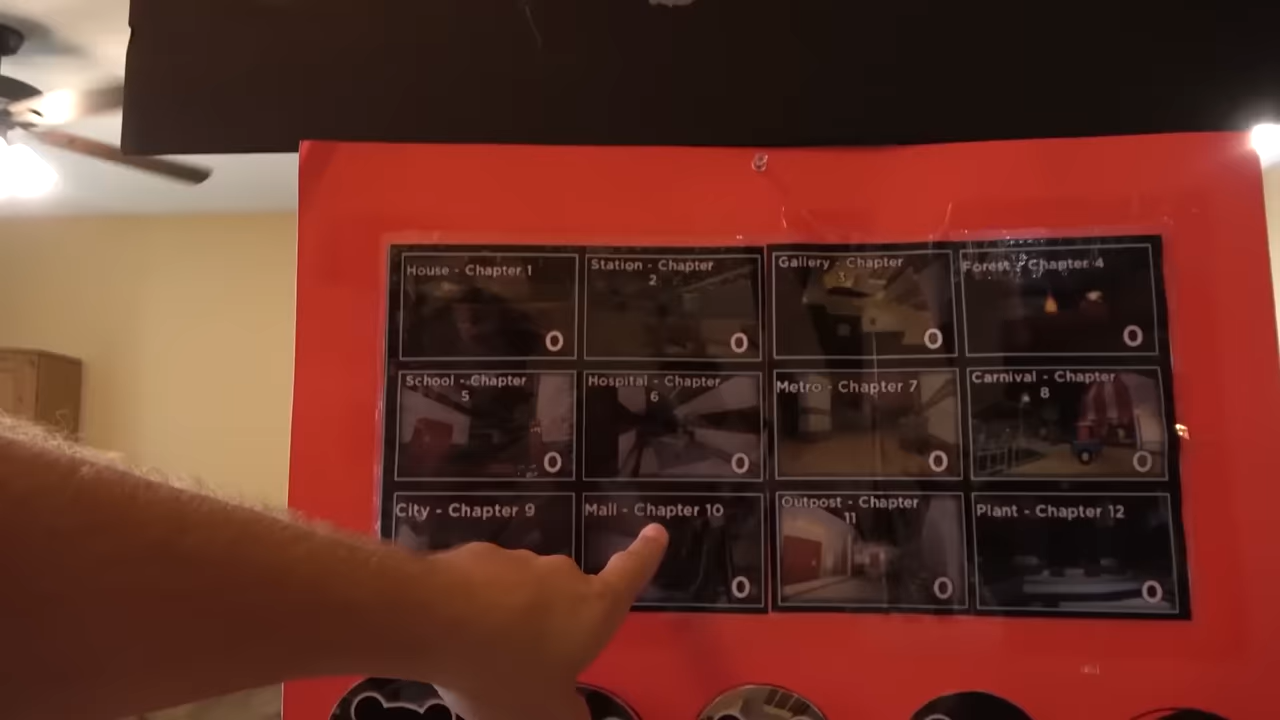 House - Chapter 1
0
Station - Chapter
2
0
Gallery - Chapter
3
0
Forest - Chapter 4
0
School - Chapter
5
0
Hospital - Chapter
6
0
Metro - Chapter 7
0
Carnival - Chapter
8
0
City - Chapter 9
Mall - Chapter 10
0
Outpost - Chapter
11
0
Plant - Chapter 12
0